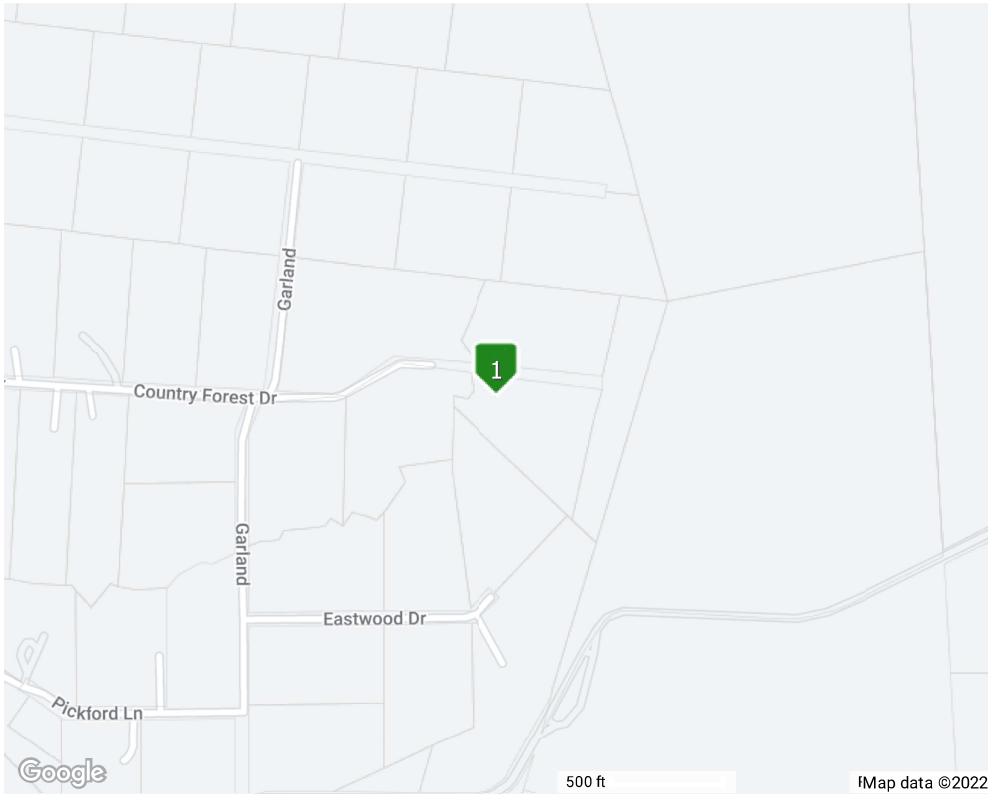 Garland
1
Country Forest Dr
Garland
Eastwood Dr
Pickford Ln
Google
500 ft
Map data ©2022